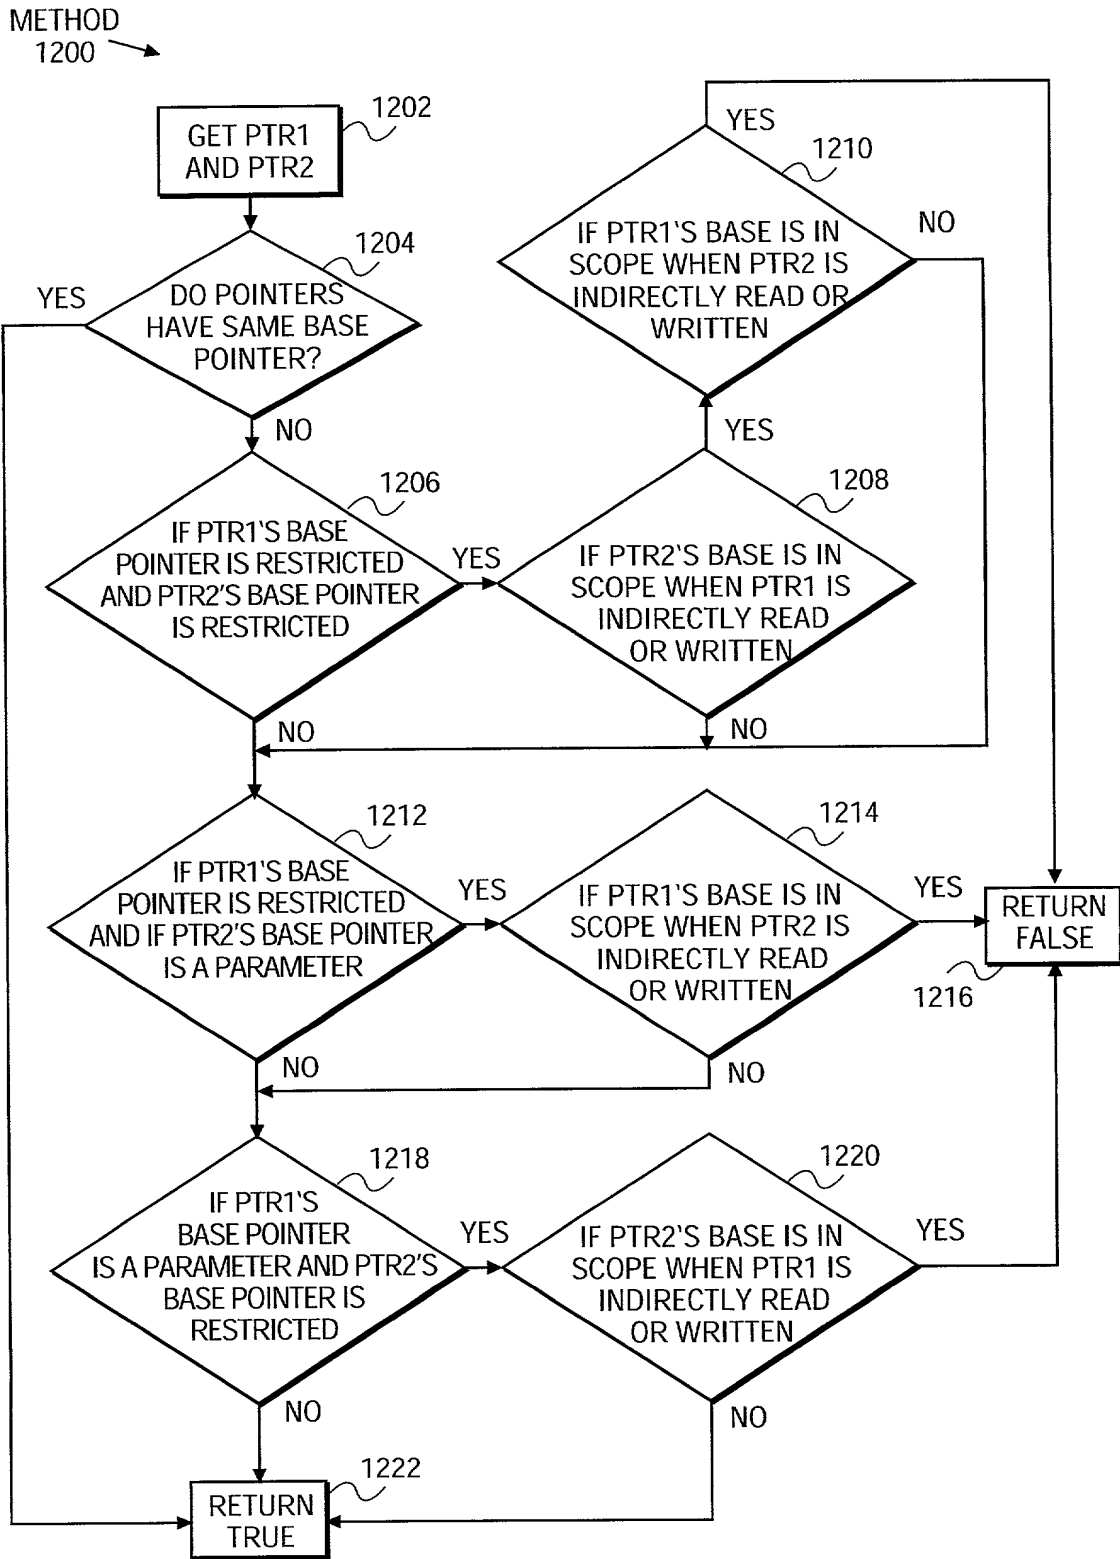 METHOD
1200
1202
GET PTR1
AND PTR2
1204
YES
DO POINTERS
HAVE SAME BASE
POINTER?
NO
YES
1210
IF PTR1'S BASE IS IN
SCOPE WHEN PTR2 IS
INDIRECTLY READ OR
WRITTEN
NO
YES
1206
IF PTR1'S BASE
POINTER IS RESTRICTED
AND PTR2'S BASE POINTER
IS RESTRICTED
YES
NO
1208
IF PTR2'S BASE IS IN
SCOPE WHEN PTR1 IS
INDIRECTLY READ
OR WRITTEN
NO
1212
IF PTR1'S BASE
POINTER IS RESTRICTED
AND IF PTR2'S BASE POINTER
IS A PARAMETER
YES
NO
1214
IF PTR1'S BASE IS IN
SCOPE WHEN PTR2 IS
INDIRECTLY READ
OR WRITTEN
YES
NO
RETURN
FALSE
1216
1218
IF PTR1'S
BASE POINTER
IS A PARAMETER AND PTR2'S
BASE POINTER IS
RESTRICTED
YES
NO
1220
IF PTR2'S BASE IS IN
SCOPE WHEN PTR1 IS
INDIRECTLY READ
OR WRITTEN
YES
NO
1222
RETURN
TRUE